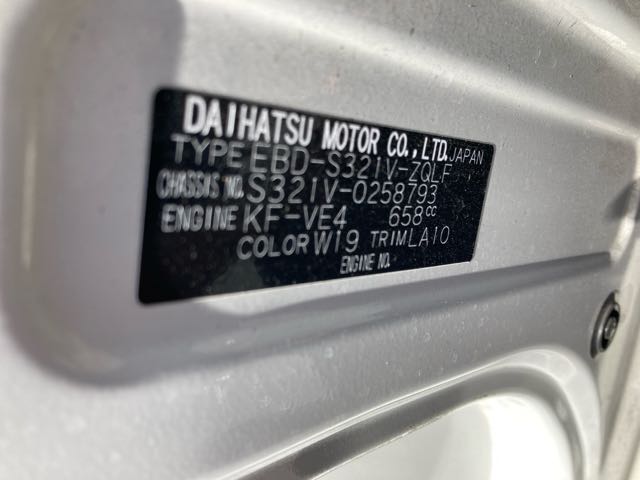 DAIHATSU MOTOR CO., LTD. JAPAN
TYPE EBD-S321V-ZQLF
CHASSIS NO. S321V-0258793
ENGINE KF-VE4 658cc
COLOR W19 TRIM LA10
ENGINE NO.